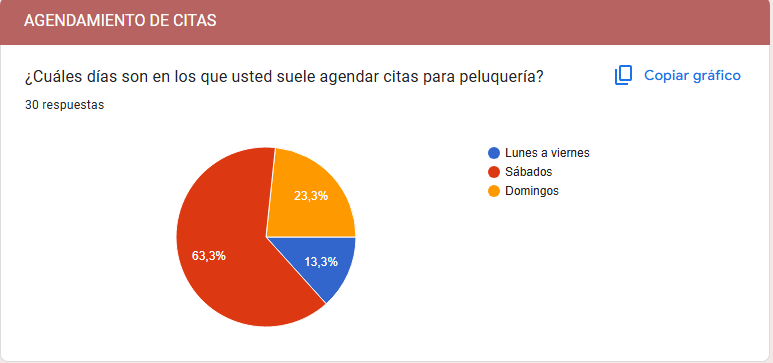 AGENDAMIENTO DE CITAS
¿Cuáles días son en los que usted suele agendar citas para peluquería?
Copiar gráfico
30 respuestas
Lunes a viernes
Sábados
Domingos
23,3%
63,3%
13,3%